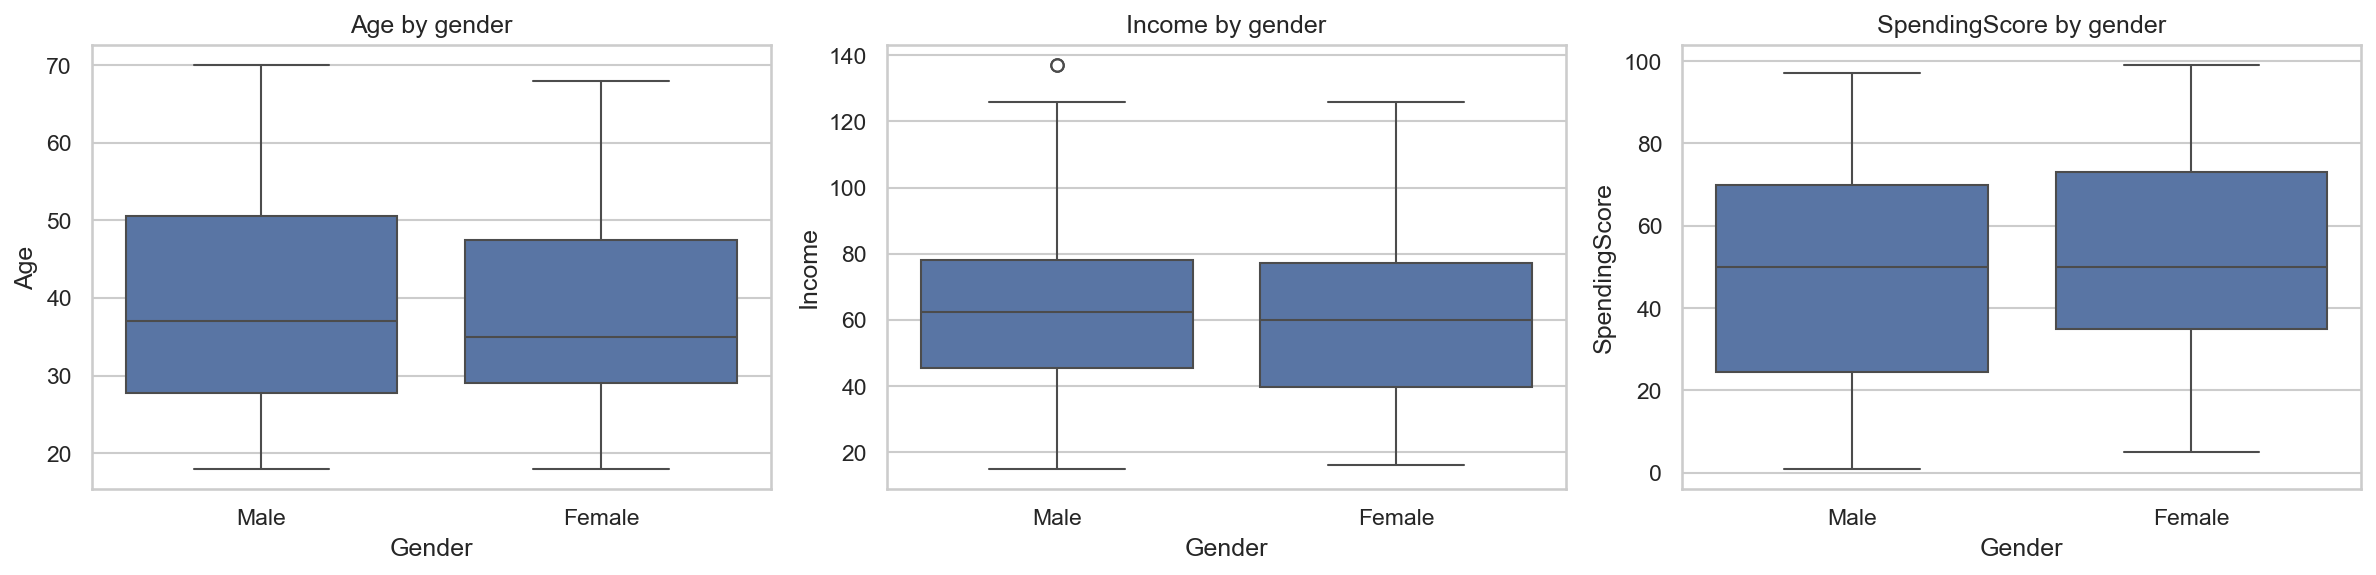 Age by gender
70
60
50
40
30
20
Age
Male
Female
Gender
Income by gender
140
120
100
80
60
40
20
Income
Male
Female
Gender
SpendingScore by gender
100
80
60
40
20
0
SpendingScore
Male
Female
Gender